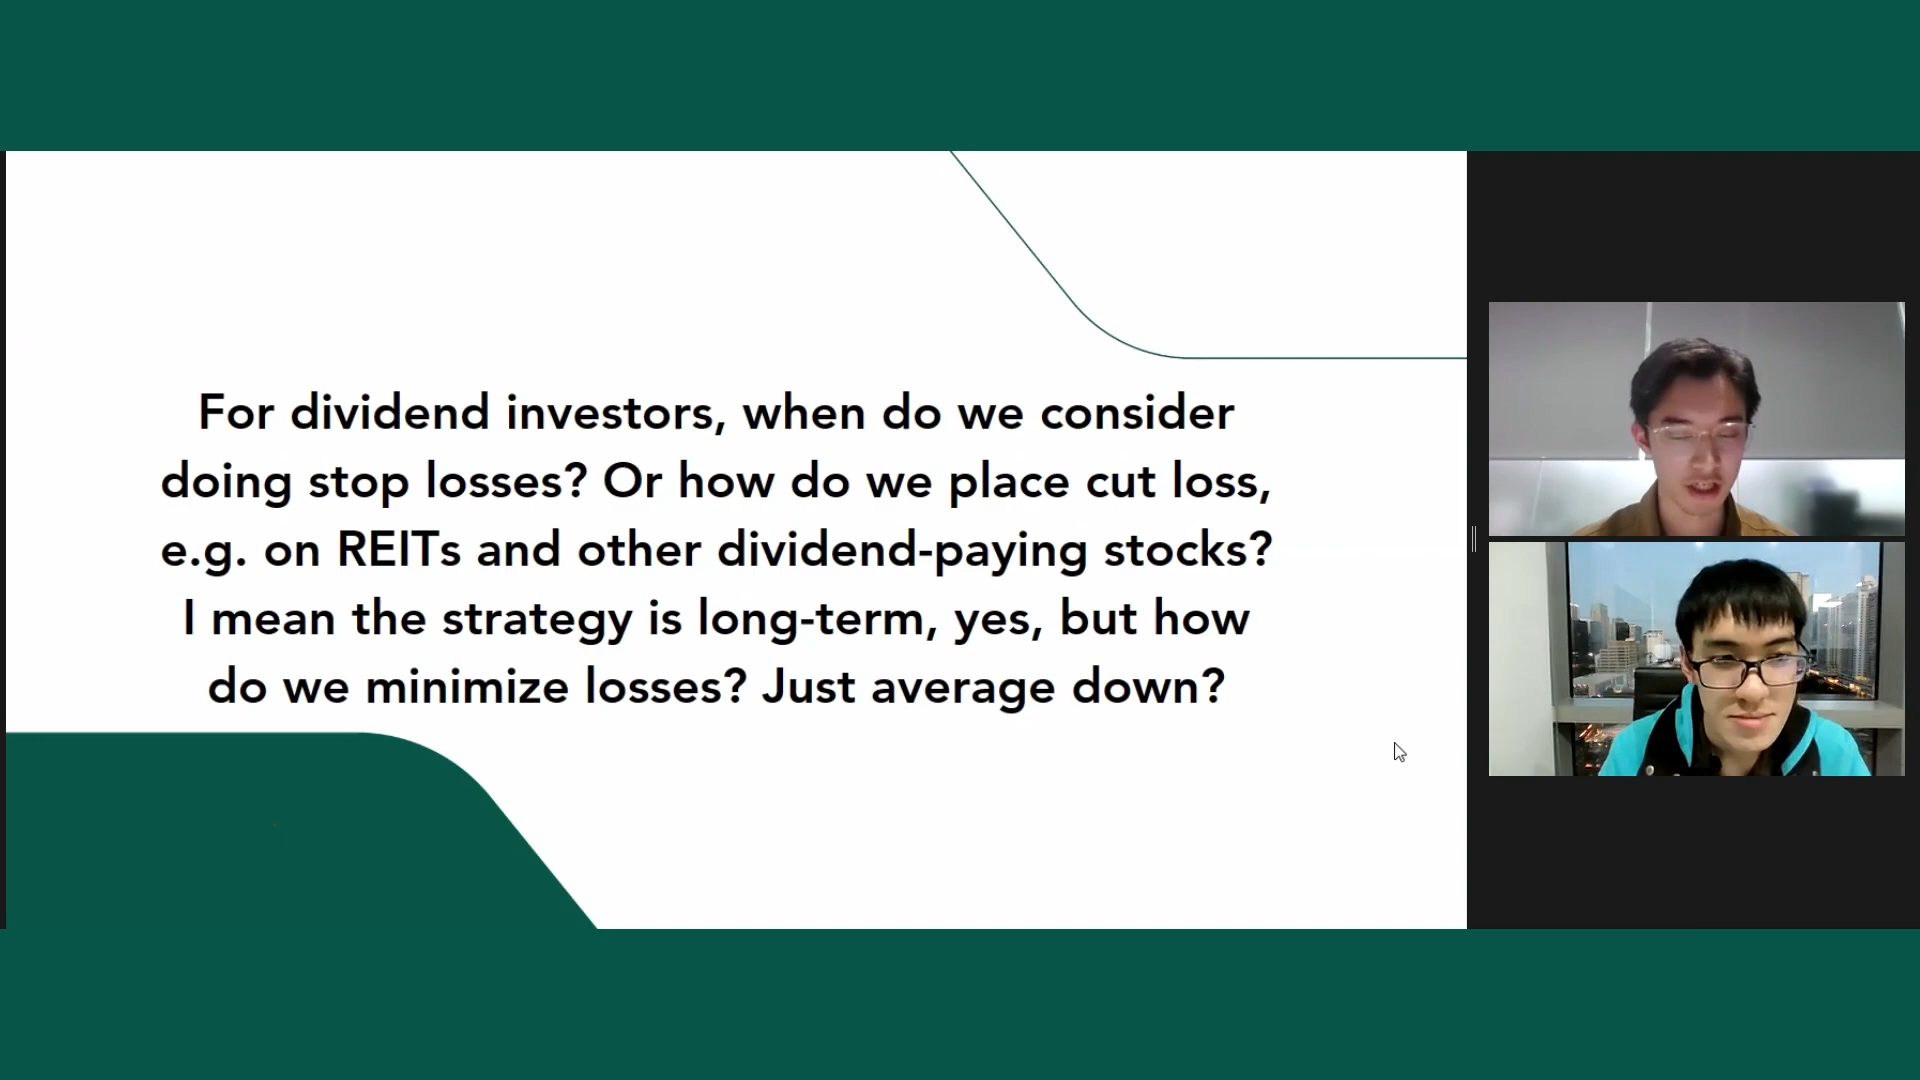 For dividend investors, when do we consider
doing stop losses? Or how do we place cut loss,
e.g. on REITs and other dividend-paying stocks?
I mean the strategy is long-term, yes, but how
do we minimize losses? Just average down?